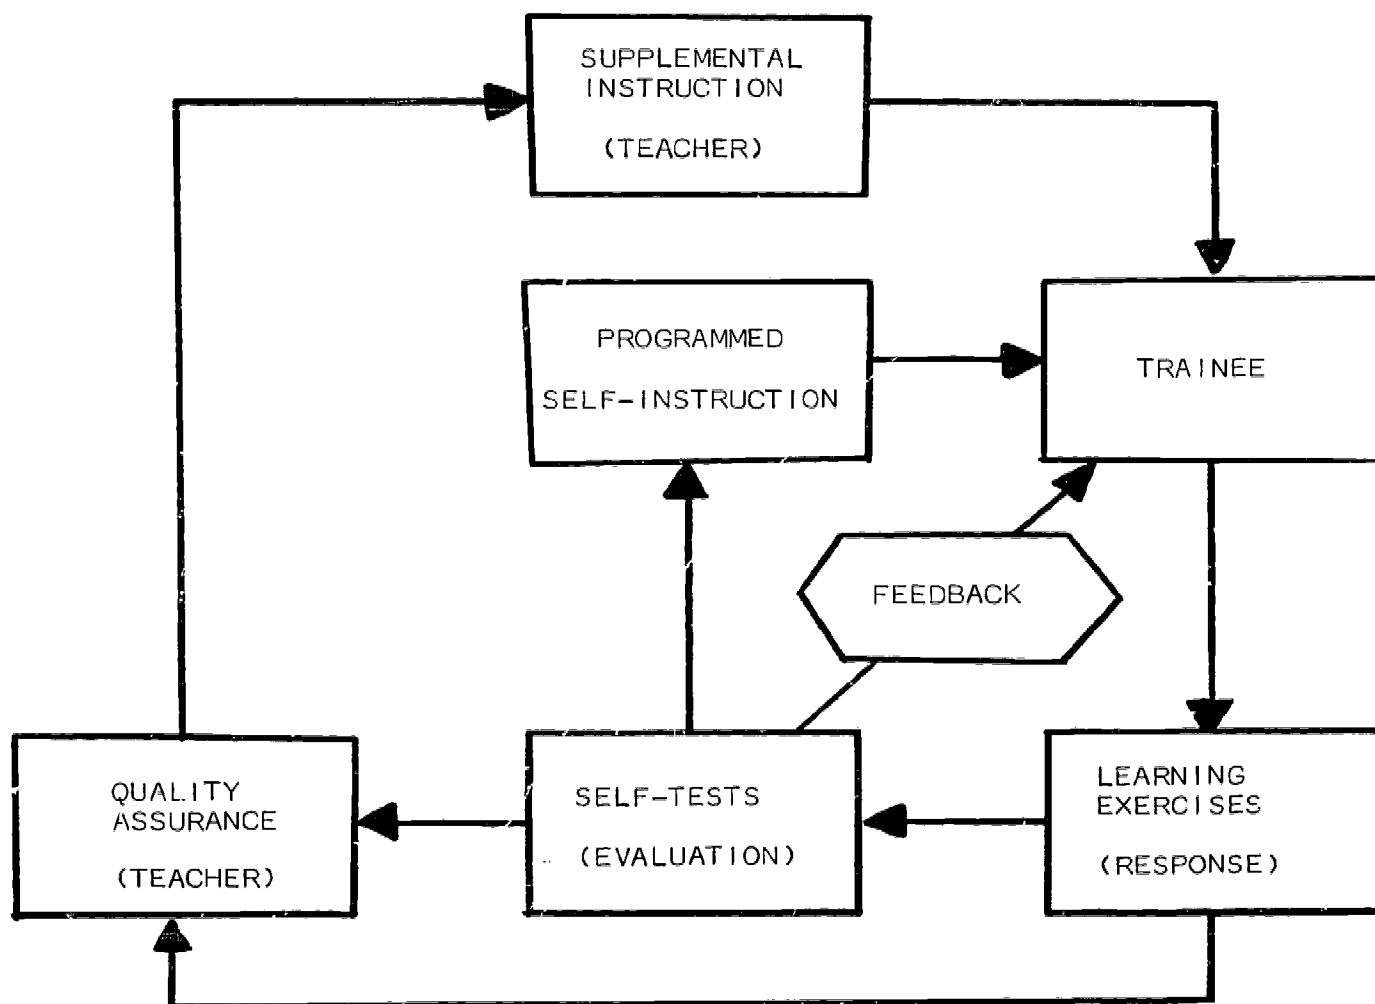 SUPPLEMENTAL
INSTRUCTION
(TEACHER)
PROGRAMMED
SELF-INSTRUCTION
TRAINEE
FEEDBACK
QUALITY
ASSURANCE
(TEACHER)
SELF-TESTS
(EVALUATION)
LEARNING
EXERCISES
(RESPONSE)